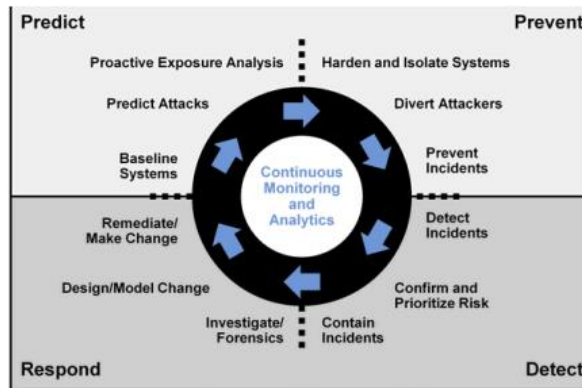 Predict
Prevent
Proactive Exposure Analysis
Harden and Isolate Systems
Predict Attacks
Divert Attackers
Baseline
Systems
Prevent
Incidents
Continuous
Monitoring
and
Analytics
Remediate/
Make Change
Detect
Incidents
Design/Model Change
Confirm and
Prioritize Risk
Investigate/
Forensics
Contain
Incidents
Respond
Detect